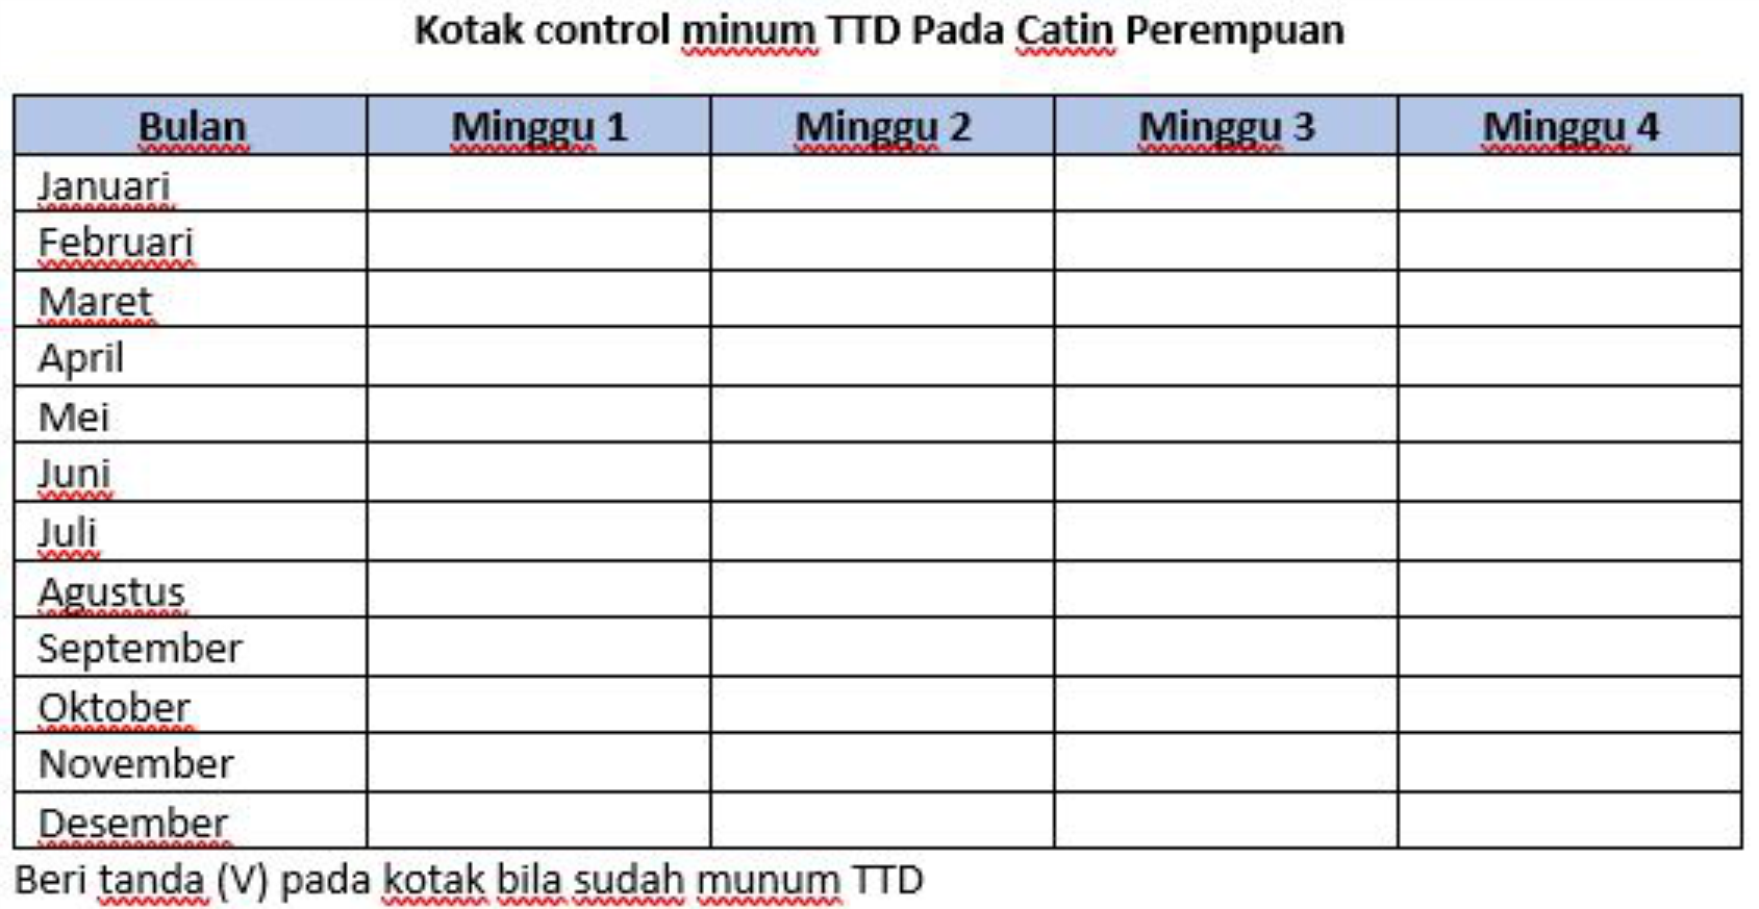 Kotak control minum TTD Pada Catin Perempuan
Bulan Minggu 1 Minggu 2 Minggu 3 Minggu 4
Januari
Februari
Maret
April
Mei
Juni
Juli
Agustus
September
Oktober
November
Desember
Beri tanda (V) pada kotak bila sudah munum TTD